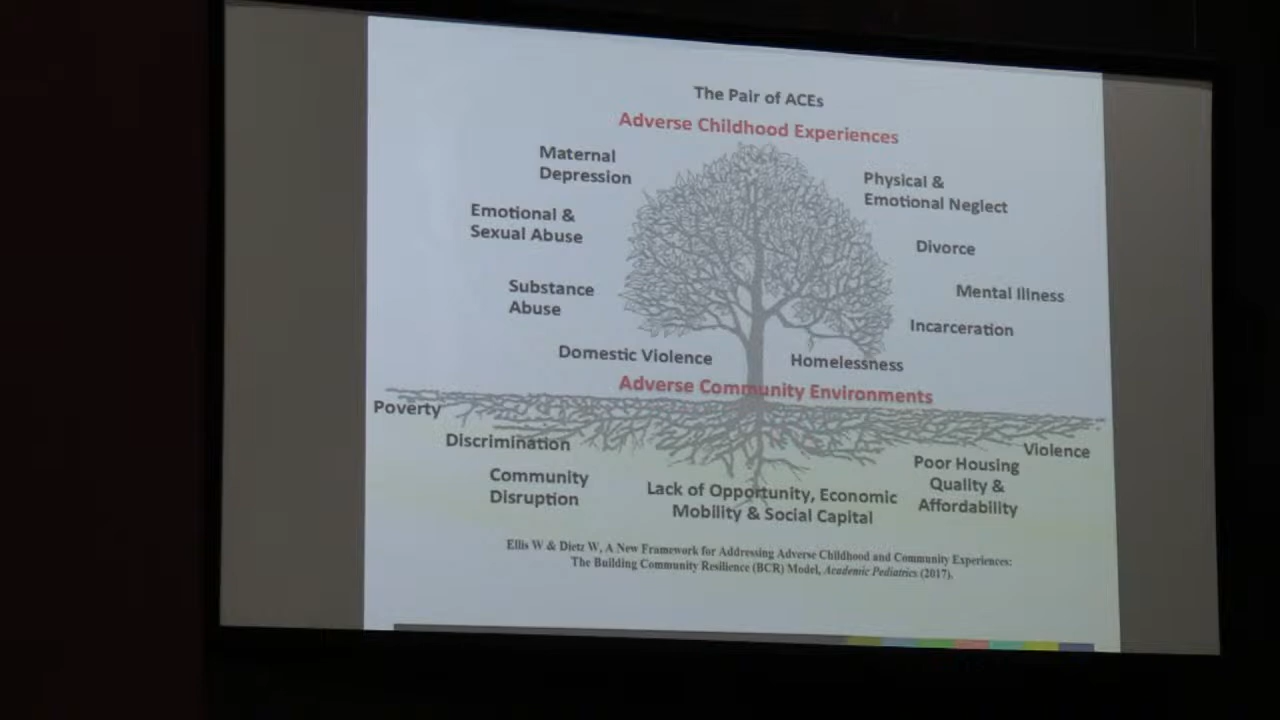 The Pair of ACEs
Adverse Childhood Experiences
Maternal
Depression
Physical &
Emotional Neglect
Emotional &
Sexual Abuse
Divorce
Substance
Abuse
Mental Illness
Incarceration
Domestic Violence
Homelessness
Adverse Community Environments
Poverty
Discrimination
Violence
Community
Disruption
Lack of Opportunity, Economic
Mobility & Social Capital
Poor Housing
Quality &
Affordability
Ellis W & Dietz W, A New Framework for Addressing Adverse Childhood and Community Experiences:
The Building Community Resilience (BCR) Model, Academic Pediatrics (2017).